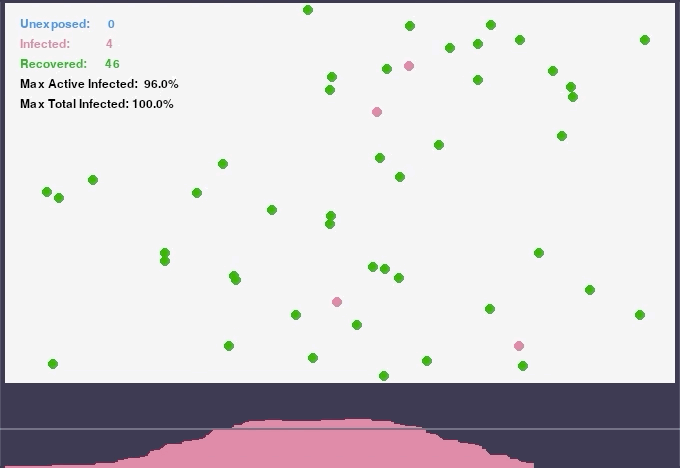 Unexposed: 0
Infected: 4
Recovered: 46
Max Active Infected: 96.0%
Max Total Infected: 100.0%